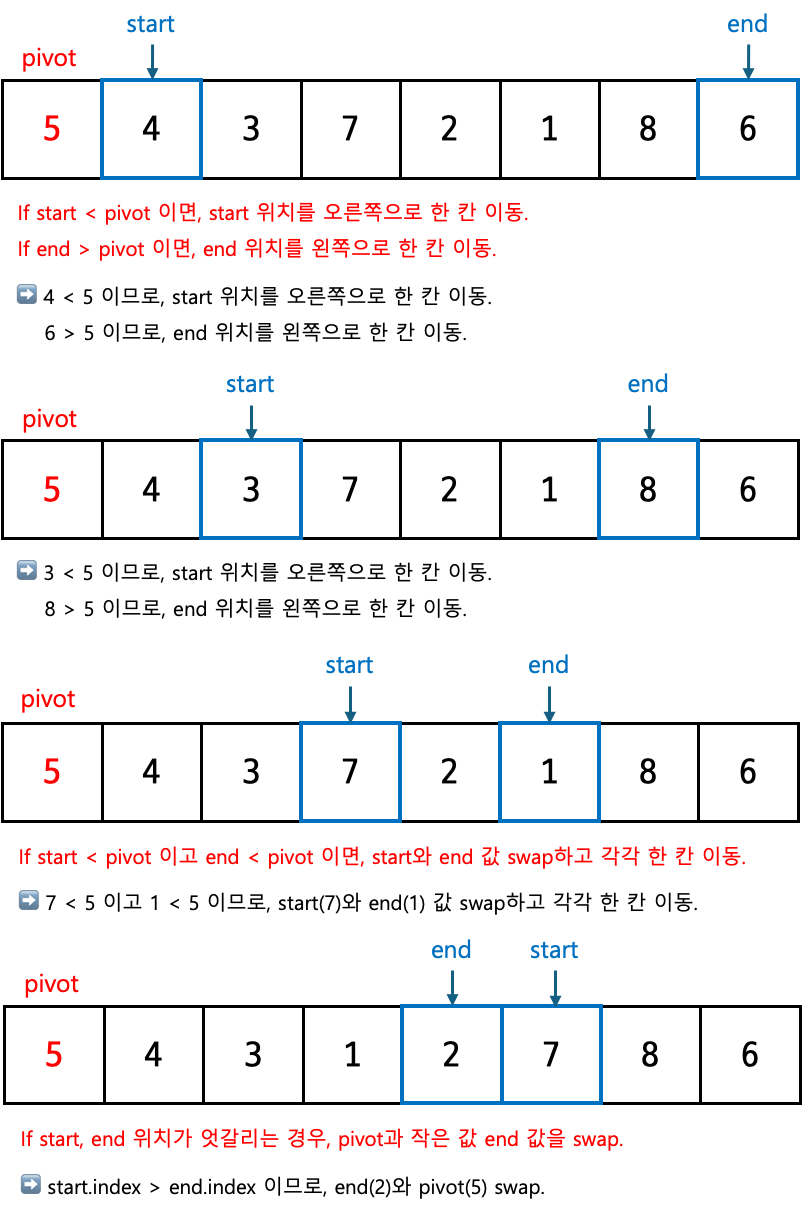 start end
pivot
5 4 3 7 2 1 8 6
If start < pivot 이면, start 위치를 오른쪽으로 한 칸 이동.
If end > pivot 이면, end 위치를 왼쪽으로 한 칸 이동.
➡ 4 < 5 이므로, start 위치를 오른쪽으로 한 칸 이동.
6 > 5 이므로, end 위치를 왼쪽으로 한 칸 이동.
start end
pivot
5 4 3 7 2 1 8 6
➡ 3 < 5 이므로, start 위치를 오른쪽으로 한 칸 이동.
8 > 5 이므로, end 위치를 왼쪽으로 한 칸 이동.
start end
pivot
5 4 3 7 2 1 8 6
If start < pivot 이고 end < pivot 이면, start와 end 값 swap하고 각각 한 칸 이동.
➡ 7 < 5 이고 1 < 5 이므로, start(7)와 end(1) 값 swap하고 각각 한 칸 이동.
end start
pivot
5 4 3 1 2 7 8 6
If start, end 위치가 엇갈리는 경우, pivot과 작은 값 end 값을 swap.
➡ start.index > end.index 이므로, end(2)와 pivot(5) swap.